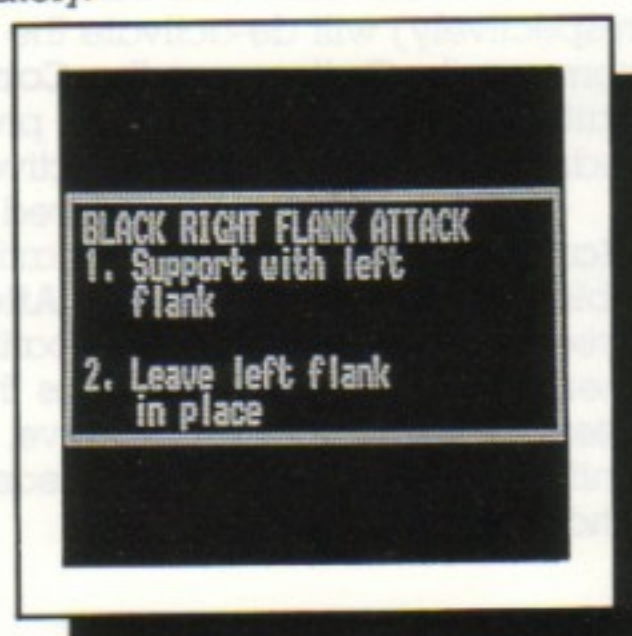 BLACK RIGHT FLANK ATTACK
1. Support with left
flank
2. Leave left flank
in place